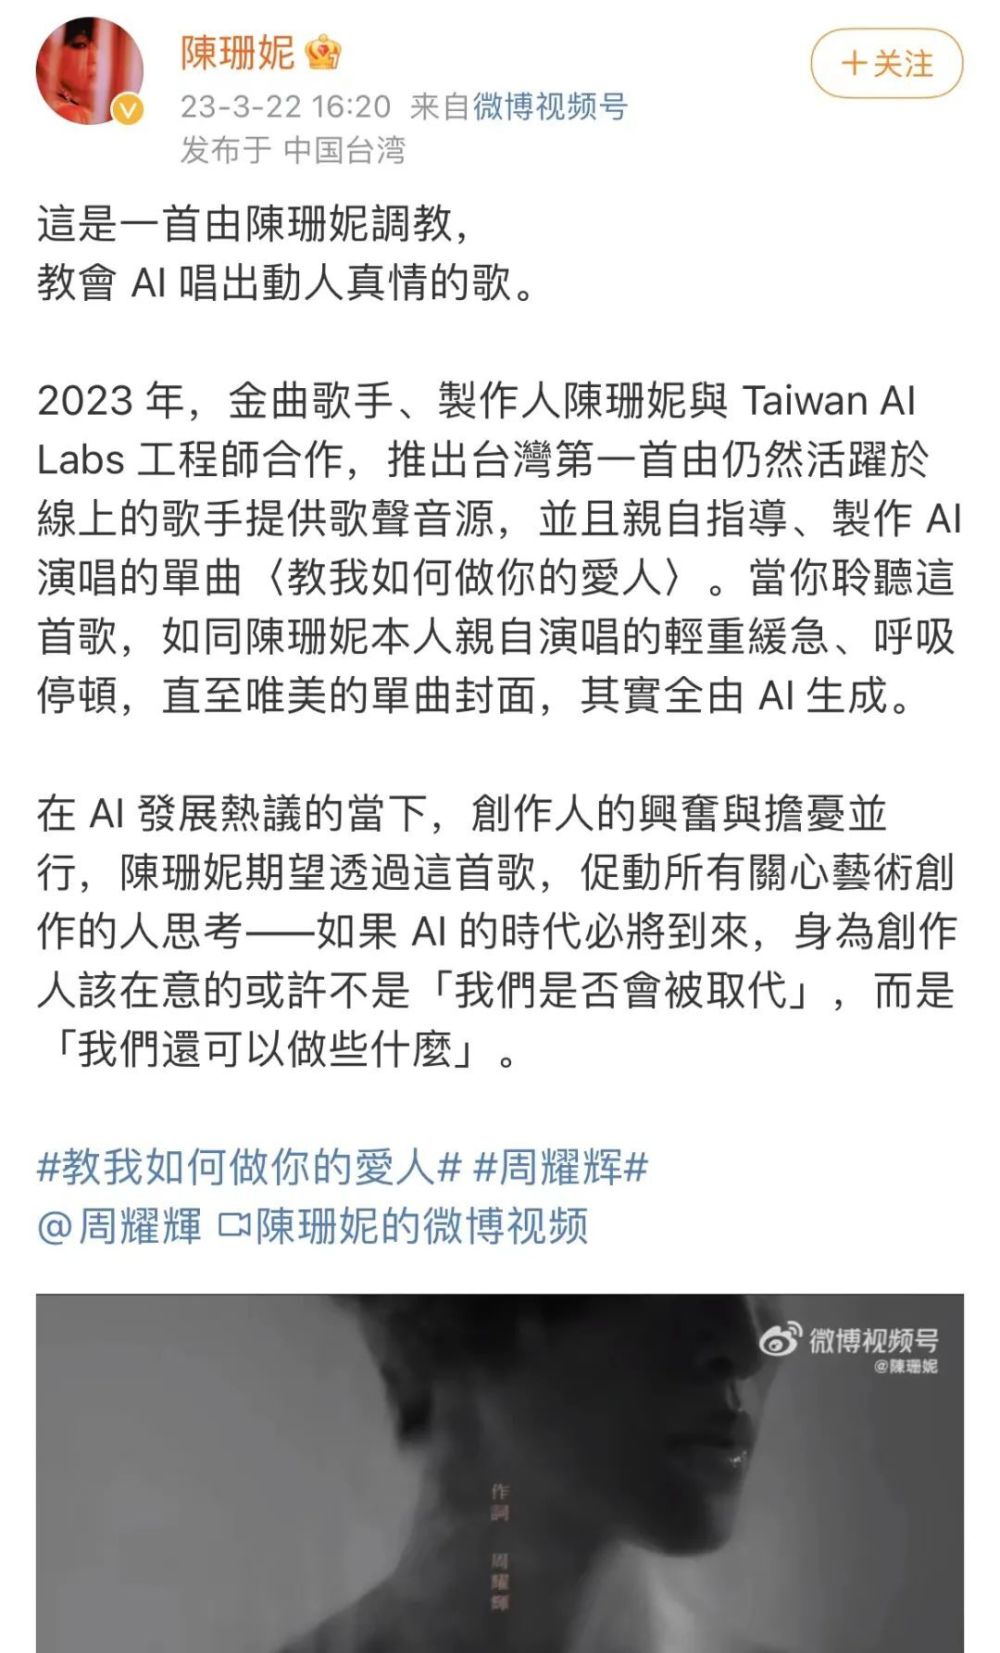 陳珊妮
+关注
23-3-22 16:20 来自微博视频号
发布于 中国台湾
這是一首由陳珊妮調教，
教會 AI 唱出動人真情的歌。
2023 年，金曲歌手、製作人陳珊妮與 Taiwan AI
Labs 工程師合作，推出台灣第一首由仍然活躍於
線上的歌手提供歌聲音源，並且親自指導、製作 AI
演唱的單曲〈教我如何做你的愛人〉。當你聆聽這
首歌，如同陳珊妮本人親自演唱的輕重緩急、呼吸
停頓，直至唯美的單曲封面，其實全由 AI 生成。
在 AI 發展熱議的當下，創作人的興奮與擔憂並
行，陳珊妮期望透過這首歌，促動所有關心藝術創
作的人思考——如果 AI 的時代必將到來，身為創作
人該在意的或許不是「我們是否會被取代」，而是
「我們還可以做些什麼」。
#教我如何做你的愛人# #周耀辉#
@周耀輝 陳珊妮的微博视频
微博视频号
@陳珊妮
作詞 周耀輝